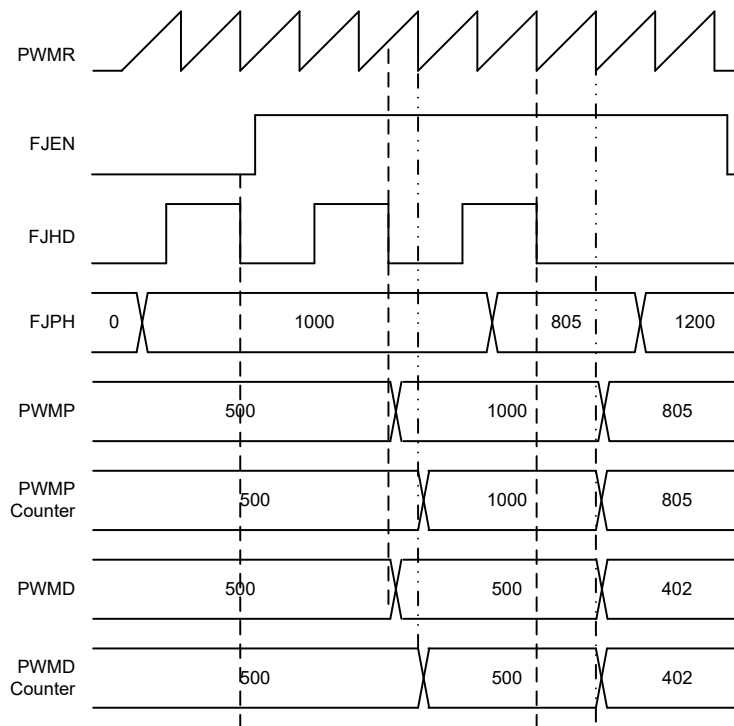 PWMR
FJEN
FJHD
FJPH 0 1000 805 1200
PWMP 500 1000 805
PWMP
Counter 500 1000 805
PWMD 500 500 402
PWMD
Counter 500 500 402